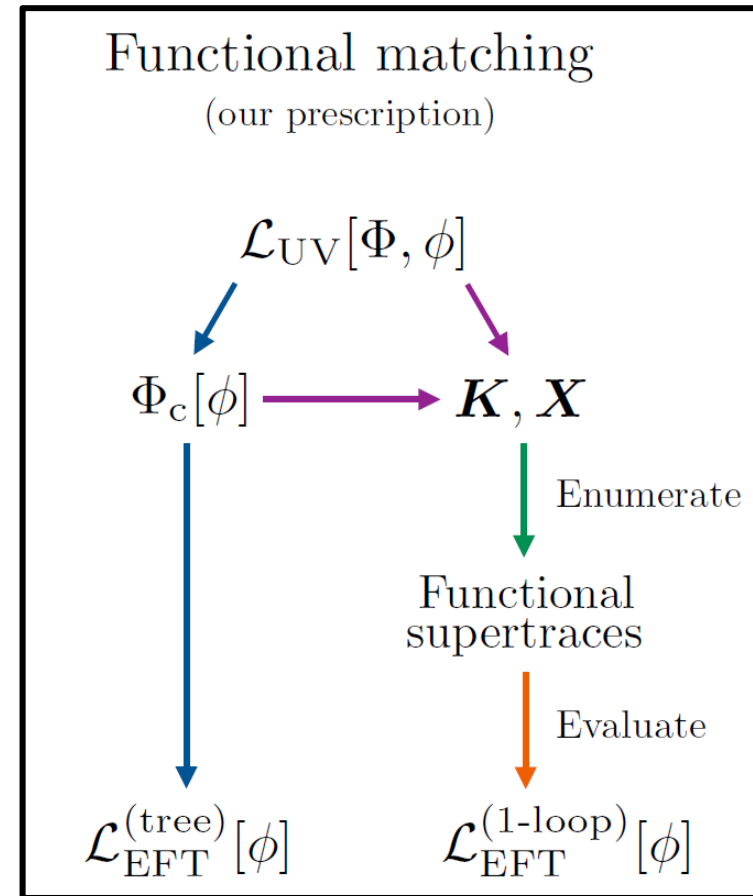 Functional matching
(our prescription)
𝓛_UV[Φ, ϕ]
Φ_c[ϕ] 𝑲, 𝑿
Enumerate
Functional
supertraces
Evaluate
𝓛_EFT^(tree)[ϕ] 𝓛_EFT^(1-loop)[ϕ]